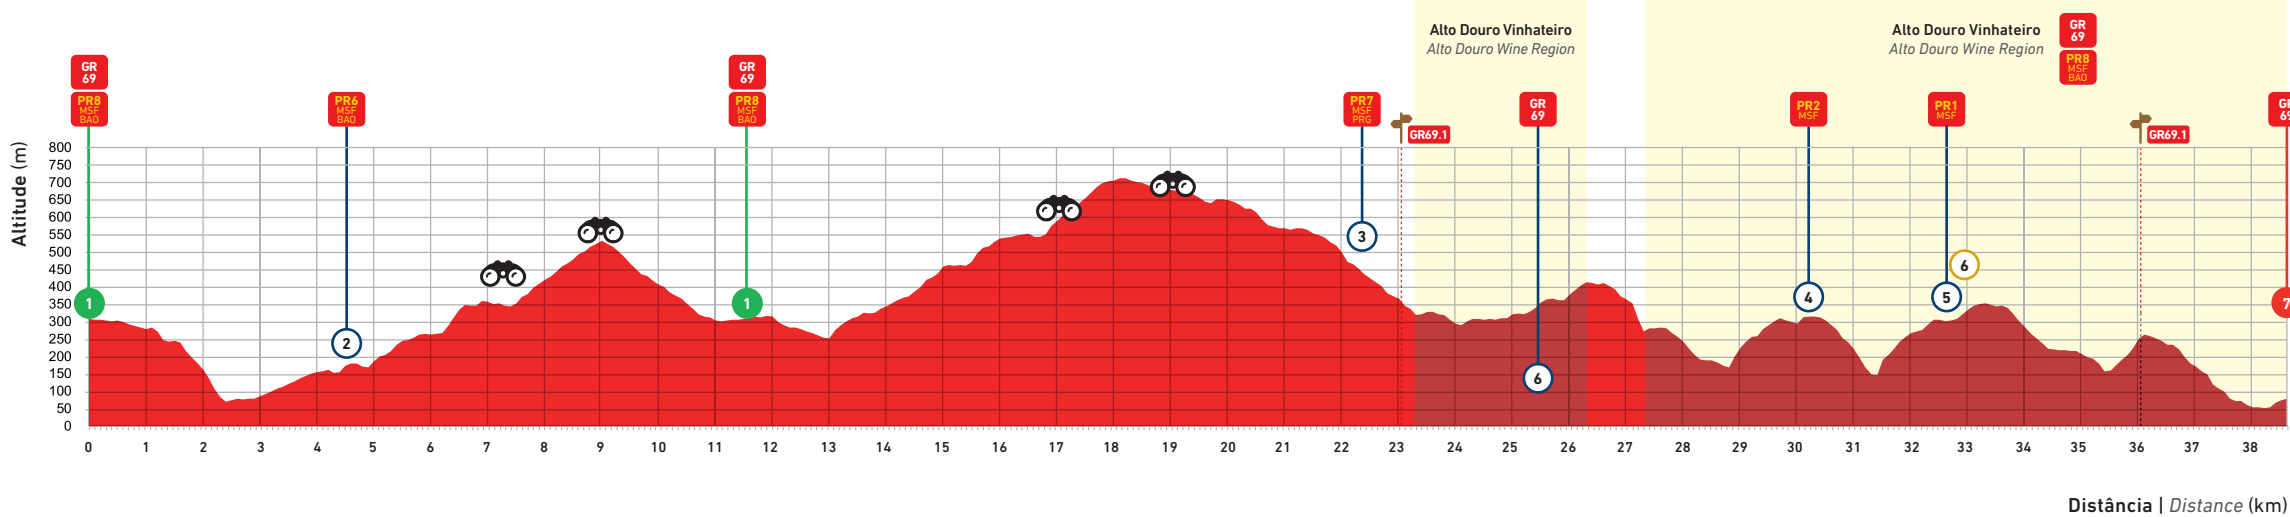 Alto Douro Vinhateiro
Alto Douro Wine Region
Alto Douro Vinhateiro
Alto Douro Wine Region
GR
69
PR8
MSF
BAO
GR
69
PR8
MSF
BAO
PR6
MSF
BAO
GR
69
PR8
MSF
BAO
PR7
MSF
PRG
GR69.1
GR
69
PR2
MSF
PR1
MSF
GR69.1
Altitude (m)
800
750
700
650
600
550
500
450
400
350
300
250
200
150
100
50
0
1
2
1
3
6
4
5
6
7
0 1 2 3 4 5 6 7 8 9 10 11 12 13 14 15 16 17 18 19 20 21 22 23 24 25 26 27 28 29 30 31 32 33 34 35 36 37 38
Distância | Distance (km)